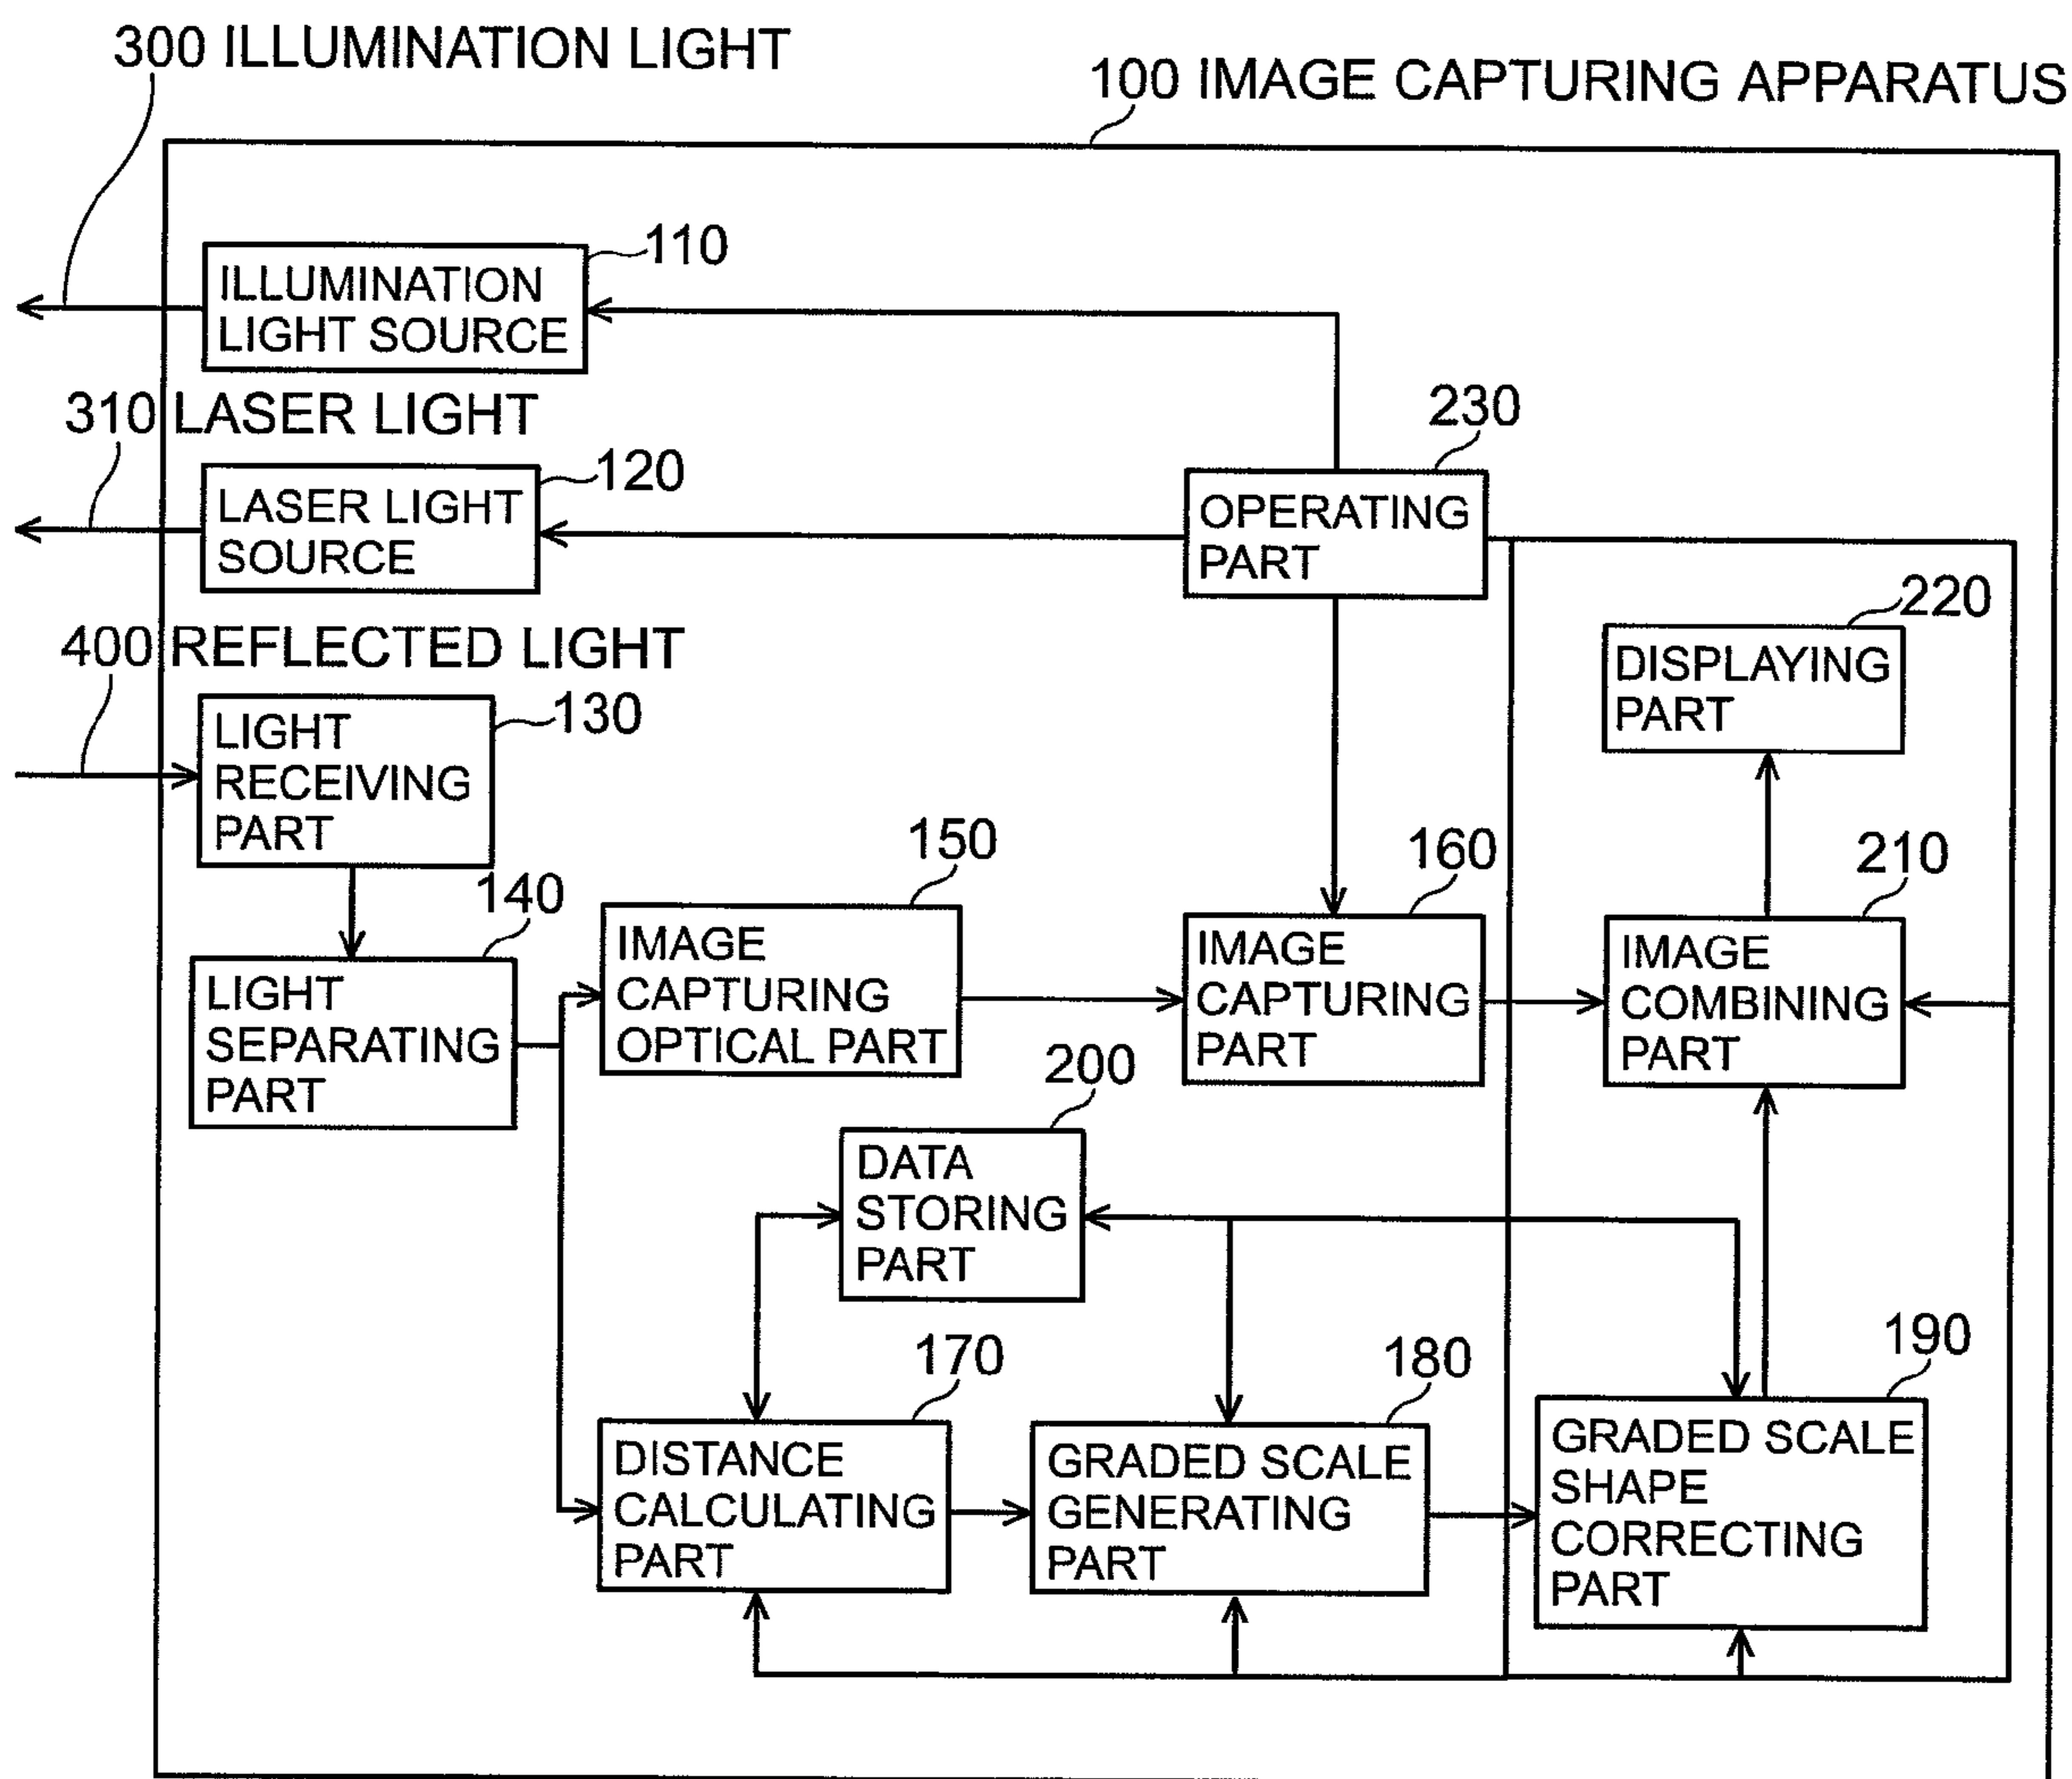 300 ILLUMINATION LIGHT
100 IMAGE CAPTURING APPARATUS
110
ILLUMINATION
LIGHT SOURCE
310 LASER LIGHT
120
LASER LIGHT
SOURCE
230
OPERATING
PART
220
DISPLAYING
PART
400 REFLECTED LIGHT
130
LIGHT
RECEIVING
PART
140
LIGHT
SEPARATING
PART
150
IMAGE
CAPTURING
OPTICAL PART
160
IMAGE
CAPTURING
PART
210
IMAGE
COMBINING
PART
200
DATA
STORING
PART
170
DISTANCE
CALCULATING
PART
180
GRADED SCALE
GENERATING
PART
190
GRADED SCALE
SHAPE
CORRECTING
PART